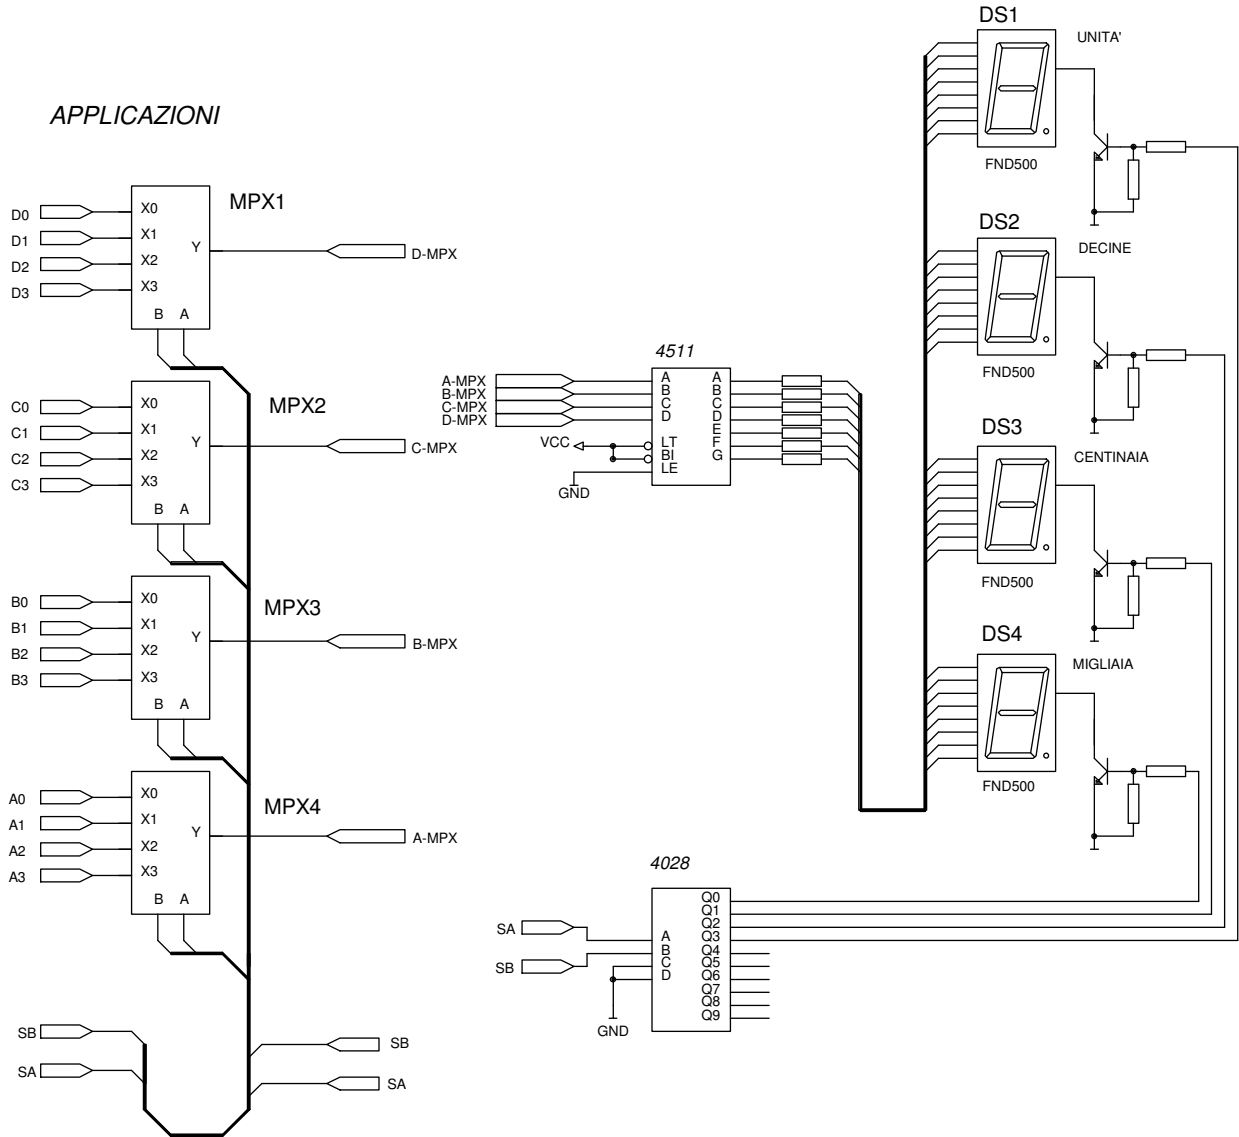 APPLICAZIONI
MPX1
D0
D1
D2
D3
X0
X1
X2
X3
Y
B A
D-MPX
MPX2
C0
C1
C2
C3
X0
X1
X2
X3
Y
B A
C-MPX
MPX3
B0
B1
B2
B3
X0
X1
X2
X3
Y
B A
B-MPX
MPX4
A0
A1
A2
A3
X0
X1
X2
X3
Y
B A
A-MPX
SB
SA
SB
SA
4511
A-MPX
B-MPX
C-MPX
D-MPX
VCC
GND
A
B
C
D
LT
BI
LE
A
B
C
D
E
F
G
DS1
UNITA'
FND500
DS2
DECINE
FND500
DS3
CENTINAIA
FND500
DS4
MIGLIAIA
FND500
4028
SA
SB
GND
A
B
C
D
Q0
Q1
Q2
Q3
Q4
Q5
Q6
Q7
Q8
Q9